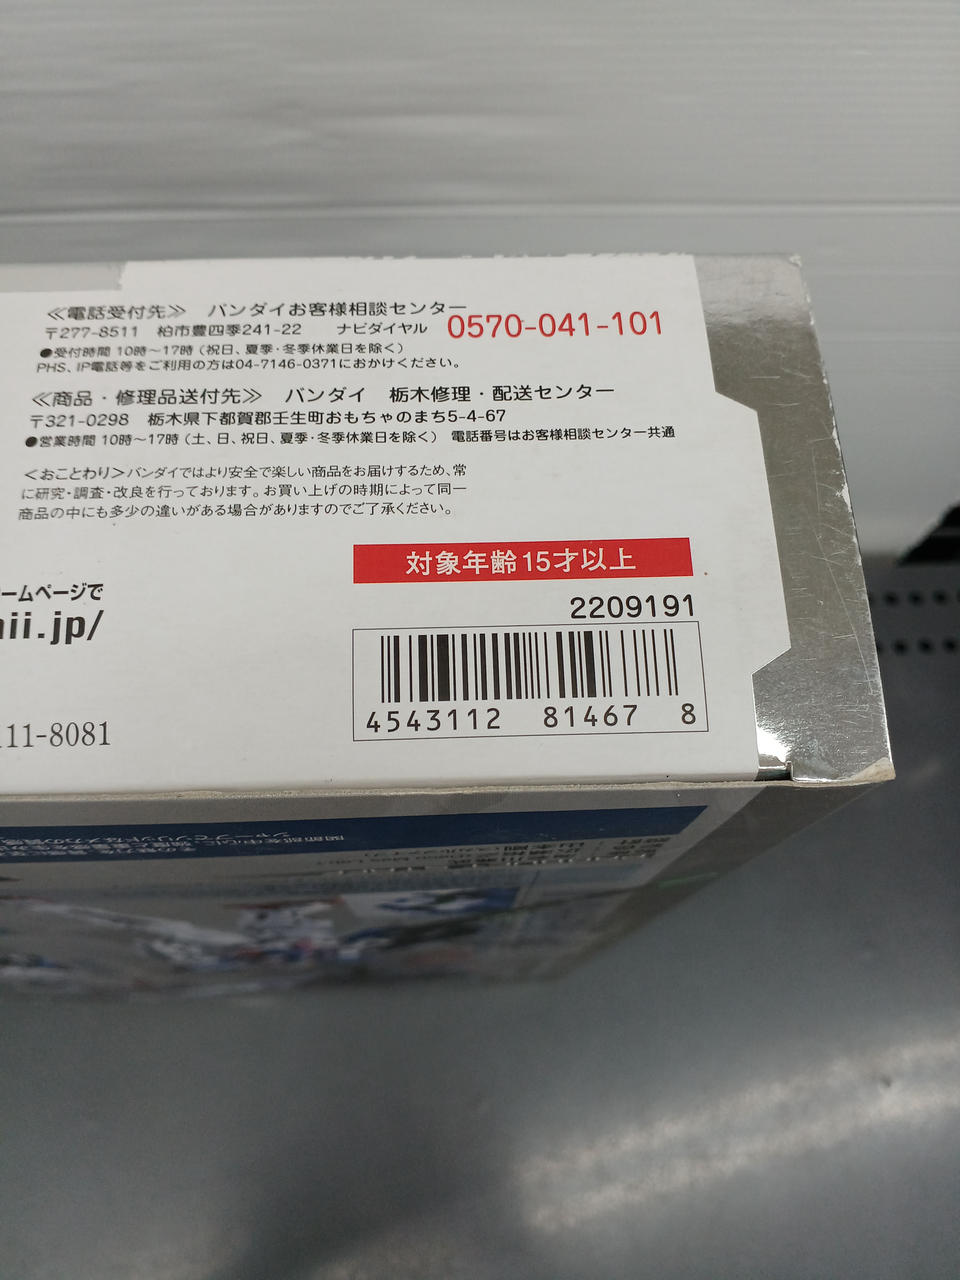 ≪電話受付先≫ バンダイお客様相談センター
〒277-8511 柏市豊四季241-22 ナビダイヤル 0570-041-101
●受付時間 10時〜17時(祝日、夏季・冬季休業日を除く)
PHS、IP電話等をご利用の方は04-7146-0371におかけください。
≪商品・修理品送付先≫ バンダイ 栃木修理・配送センター
〒321-0298 栃木県下都賀郡壬生町おもちゃのまち5-4-67
●営業時間 10時〜17時(土、日、祝日、夏季・冬季休業日を除く) 電話番号はお客様相談センター共通
<おことわり>バンダイではより安全で楽しい商品をお届けするため、常
に研究・調査・改良を行っております。お買い上げの時期によって同一
商品の中にも多少の違いがある場合がありますのでご了承ください。
対象年齢15才以上
ームページで
ii.jp/
2209191
4543112 81467 8
11-8081